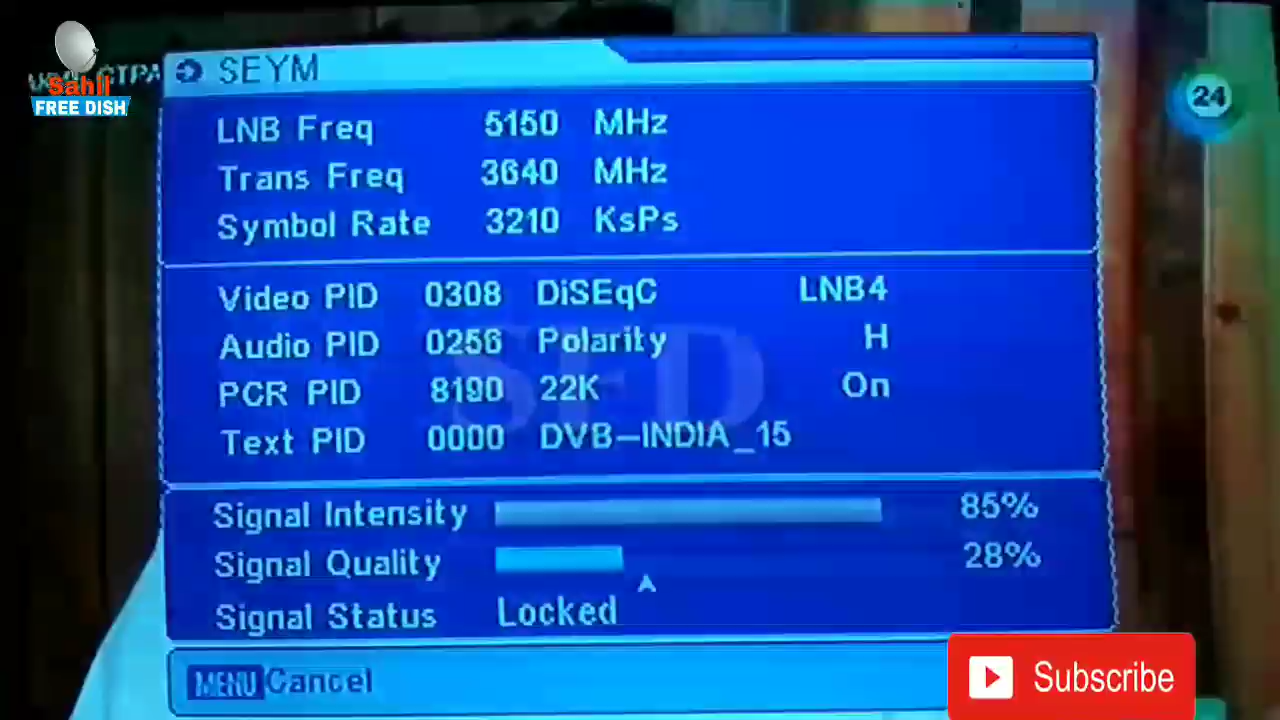 Sahil
FREE DISH
SEYM
24
LNB Freq 5150 MHz
Trans Freq 3640 MHz
Symbol Rate 3210 KsPs
Video PID 0308 DiSEqC LNB4
Audio PID 0256 Polarity H
PCR PID 8190 22K On
Text PID 0000 DVB-INDIA_15
SFD
Signal Intensity 85%
Signal Quality 28%
Signal Status Locked
MENU Cancel
Subscribe